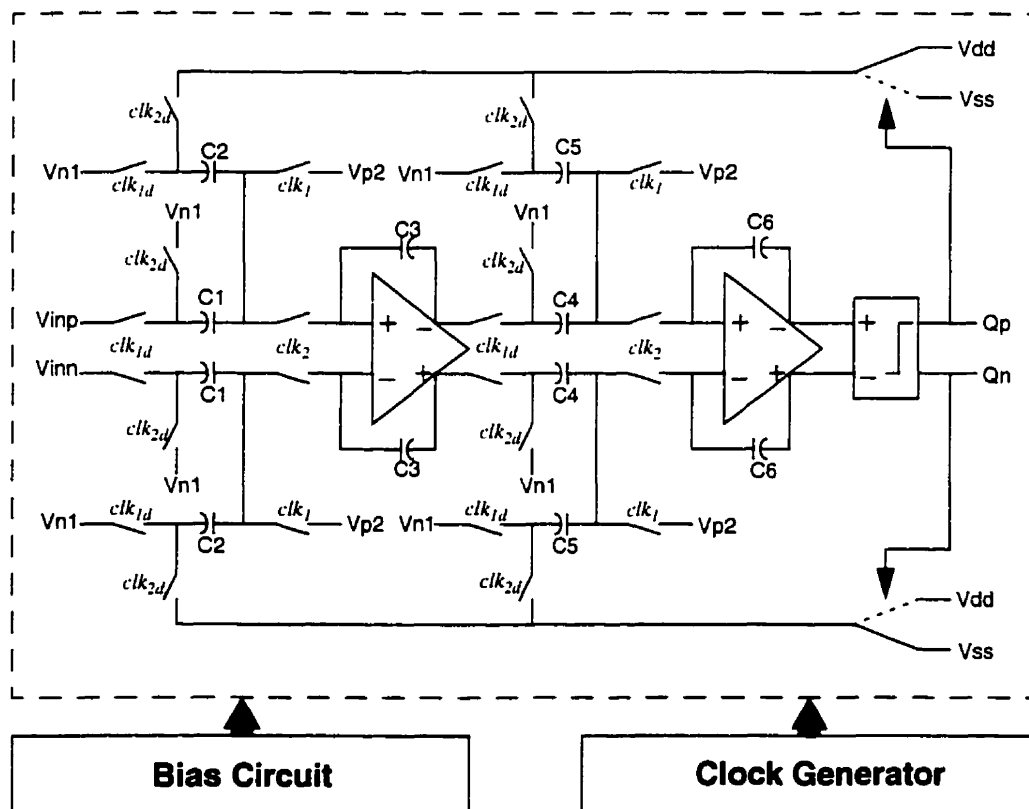 Vdd
Vss
clk2d
clk2d
C2
C5
Vn1
clk1d
clk1
Vp2
Vn1
clk1d
clk1
Vp2
Vn1
Vn1
clk2d
C3
clk2d
C6
C1
C4
Vinp
+ −
+ −
+
Qp
clk1d
clk2
clk1d
clk2
Vinn
− +
− +
−
Qn
C1
C4
clk2d
C3
clk2d
C6
Vn1
Vn1
Vn1
clk1d
clk1
Vp2
Vn1
clk1d
clk1
Vp2
C2
C5
clk2d
clk2d
Vdd
Vss
Bias Circuit
Clock Generator